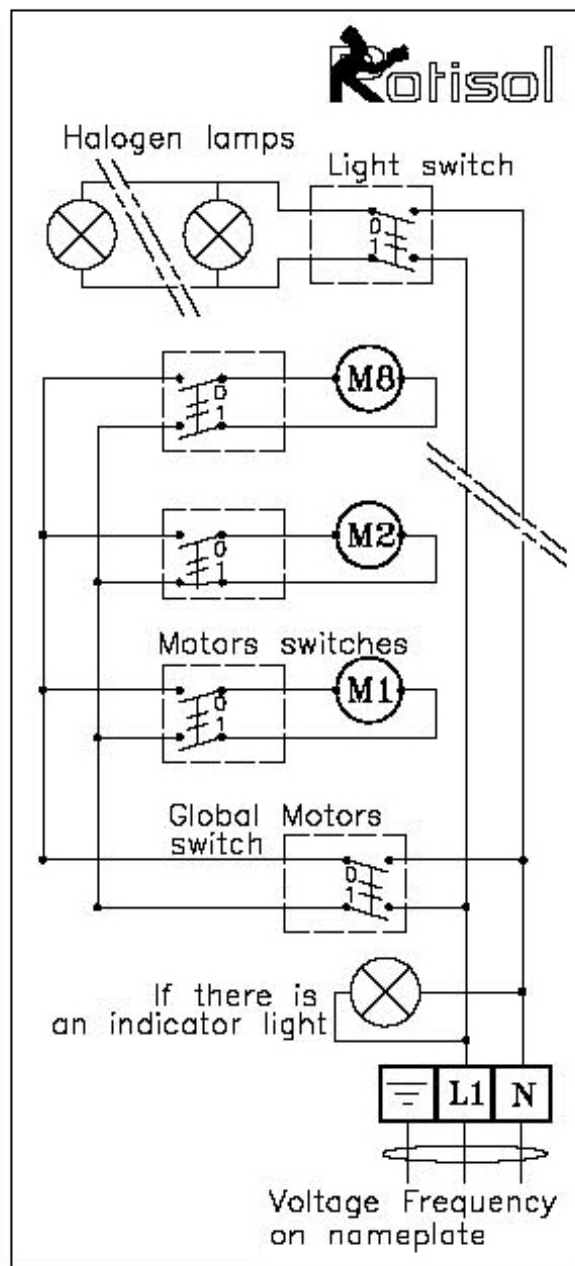 Rotisol
Halogen lamps
Light switch
0
1
M8
0
1
M2
0
1
Motors switches
M1
0
1
Global Motors
switch
0
1
If there is
an indicator light
L1 N
Voltage Frequency
on nameplate